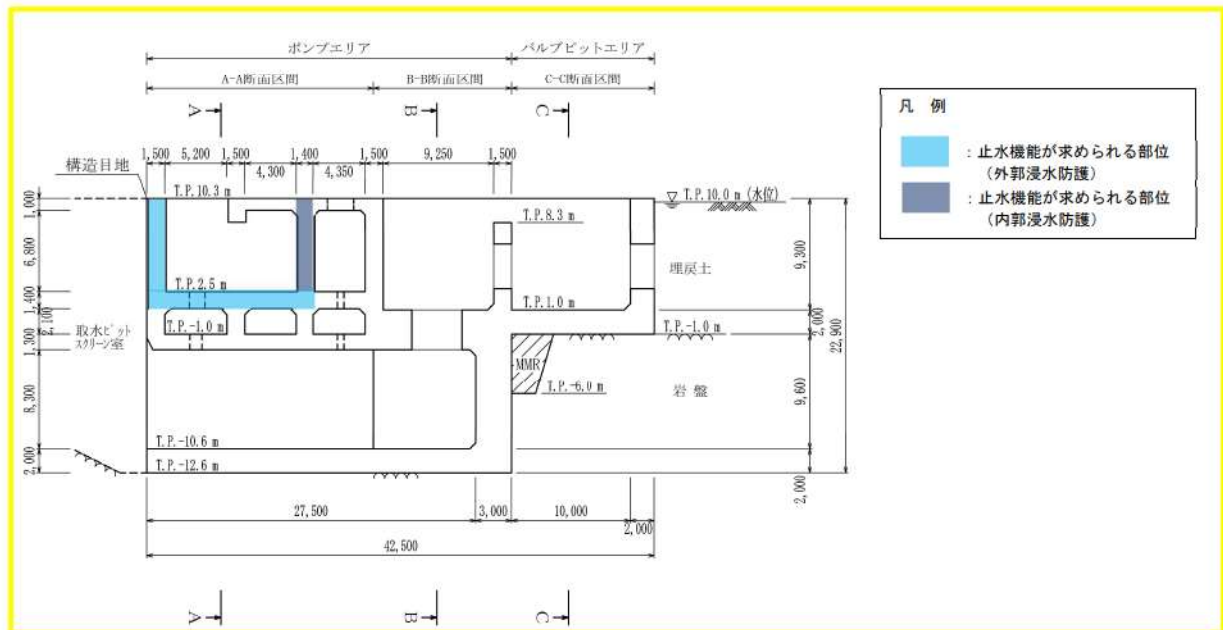 ポンプエリア
バルブピットエリア
A-A断面区間
B-B断面区間
C-C断面区間
A
B
C
構造目地
1,500
5,200
1,500
4,300
1,400
4,350
1,500
9,250
1,500
T.P.10.3 m
T.P.10.0 m (水位)
T.P.8.3 m
T.P.2.5 m
T.P.1.0 m
埋戻土
T.P.-1.0 m
T.P.-1.0 m
取水ピット
スクリーン室
MMR
T.P.-6.0 m
岩 盤
T.P.-10.6 m
T.P.-12.6 m
1,000
6,800
1,400
2,100
1,300
8,300
2,000
9,300
2,000
9,600
2,000
22,900
27,500
3,000
10,000
2,000
42,500
A
B
C
凡 例
：止水機能が求められる部位
（外郭浸水防護）
：止水機能が求められる部位
（内郭浸水防護）